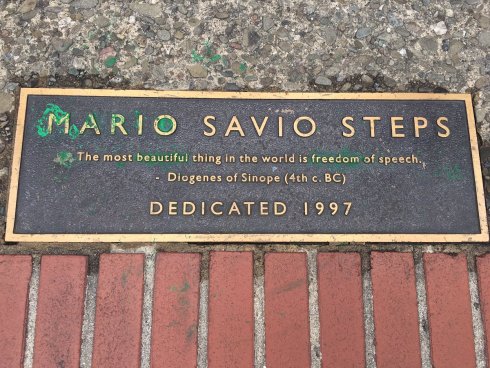 MARIO SAVIO STEPS
The most beautiful thing in the world is freedom of speech.
- Diogenes of Sinope (4th c. BC)
DEDICATED 1997